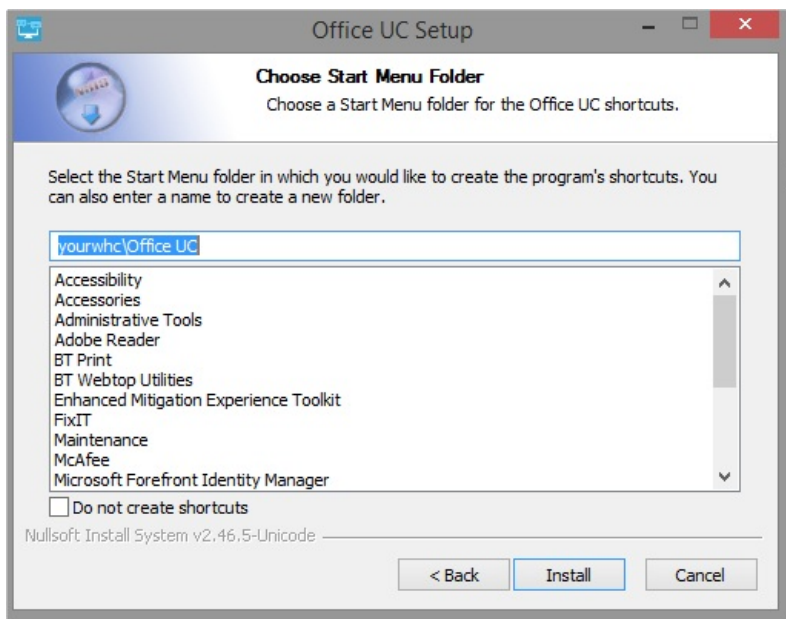 Office UC Setup
Choose Start Menu Folder
Choose a Start Menu folder for the Office UC shortcuts.
Select the Start Menu folder in which you would like to create the program's shortcuts. You
can also enter a name to create a new folder.
yourwhc\Office UC
Accessibility
Accessories
Administrative Tools
Adobe Reader
BT Print
BT Webtop Utilities
Enhanced Mitigation Experience Toolkit
FixIT
Maintenance
McAfee
Microsoft Forefront Identity Manager
Do not create shortcuts
Nullsoft Install System v2.46.5-Unicode
< Back Install Cancel